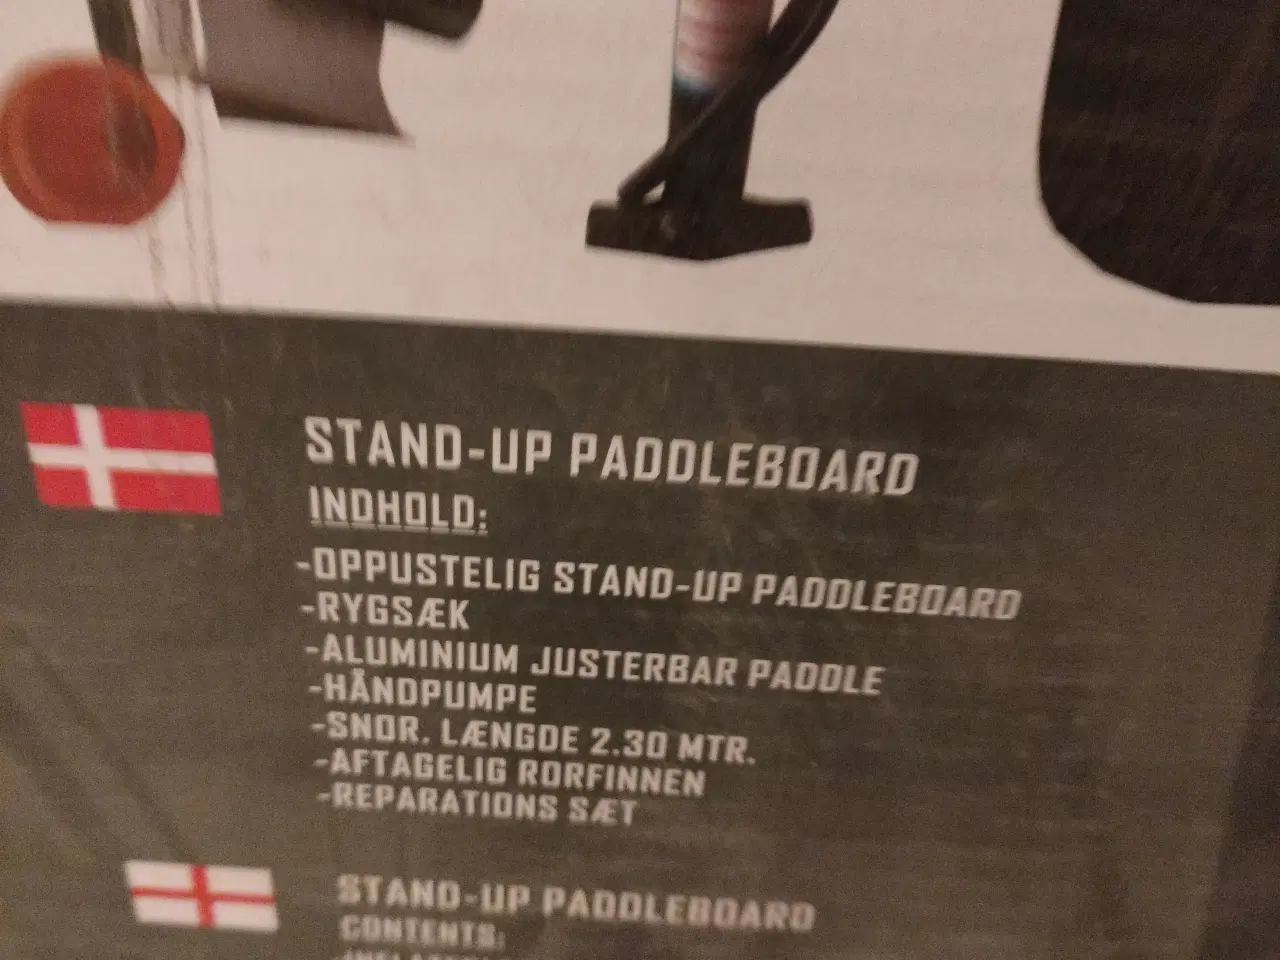 STAND-UP PADDLEBOARD
INDHOLD:
-OPPUSTELIG STAND-UP PADDLEBOARD
-RYGSÆK
-ALUMINIUM JUSTERBAR PADDLE
-HÅNDPUMPE
-SNOR. LÆNGDE 2.30 MTR.
-AFTAGELIG RORFINNEN
-REPARATIONS SÆT
STAND-UP PADDLEBOARD
CONTENTS: